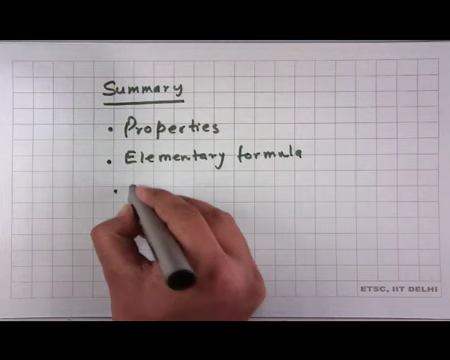 Summary
• Properties
• Elementary formula
•
ETSC, IIT DELHI